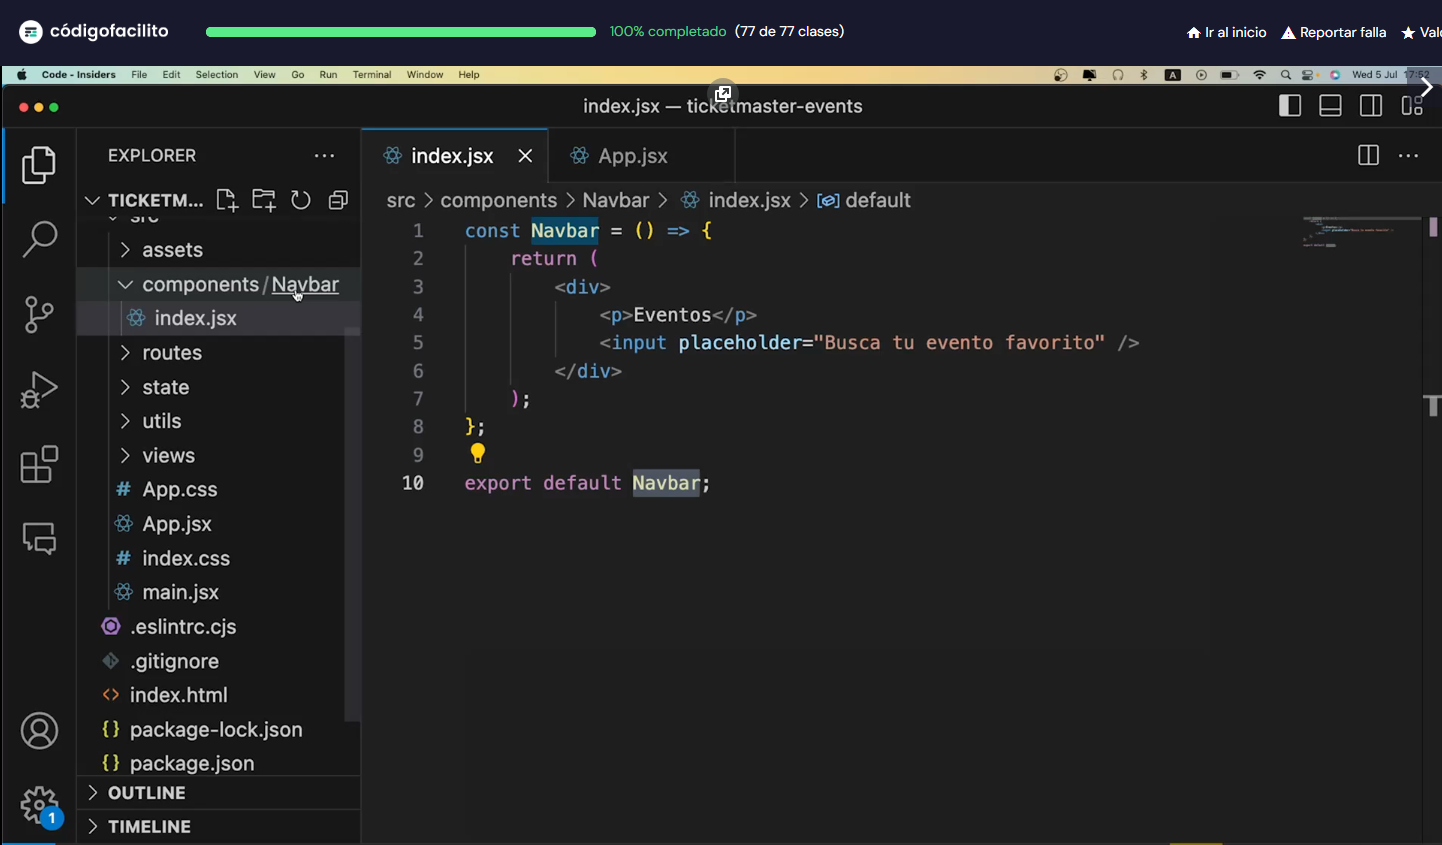 códigofacilito
100% completado (77 de 77 clases)
Ir al inicio
Reportar falla
Code - Insiders File Edit Selection View Go Run Terminal Window Help
A
Wed 5 Jul 17:52
index.jsx — ticketmaster-events
EXPLORER
TICKETM...
src
assets
components / Navbar
index.jsx
routes
state
utils
views
# App.css
App.jsx
# index.css
main.jsx
.eslintrc.cjs
.gitignore
<> index.html
{} package-lock.json
{} package.json
OUTLINE
TIMELINE
1
index.jsx
App.jsx
src > components > Navbar > index.jsx > default
1 const Navbar = () => {
2 return (
3 <div>
4 <p>Eventos</p>
5 <input placeholder="Busca tu evento favorito" />
6 </div>
7 );
8 };
9
10 export default Navbar;